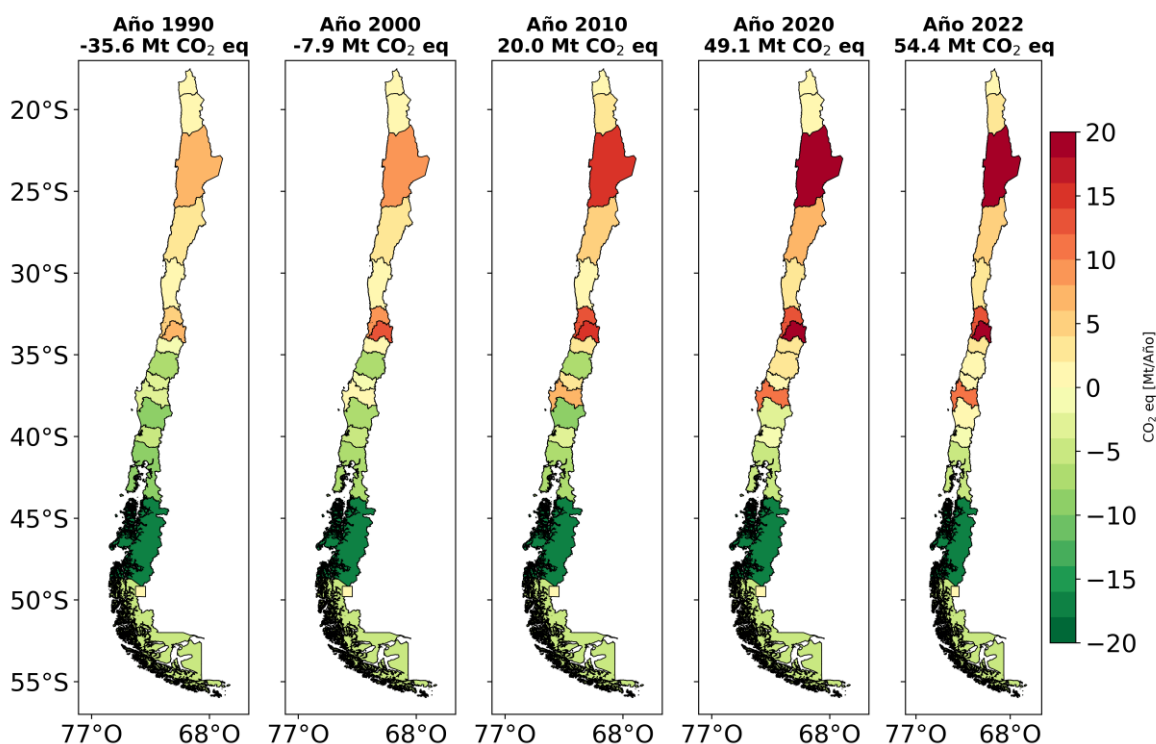 Año 1990
-35.6 Mt CO₂ eq
Año 2000
-7.9 Mt CO₂ eq
Año 2010
20.0 Mt CO₂ eq
Año 2020
49.1 Mt CO₂ eq
Año 2022
54.4 Mt CO₂ eq
20°S
25°S
30°S
35°S
40°S
45°S
50°S
55°S
77°O 68°O
77°O 68°O
77°O 68°O
77°O 68°O
77°O 68°O
20
15
10
5
0
−5
−10
−15
−20
CO₂ eq [Mt/Año]